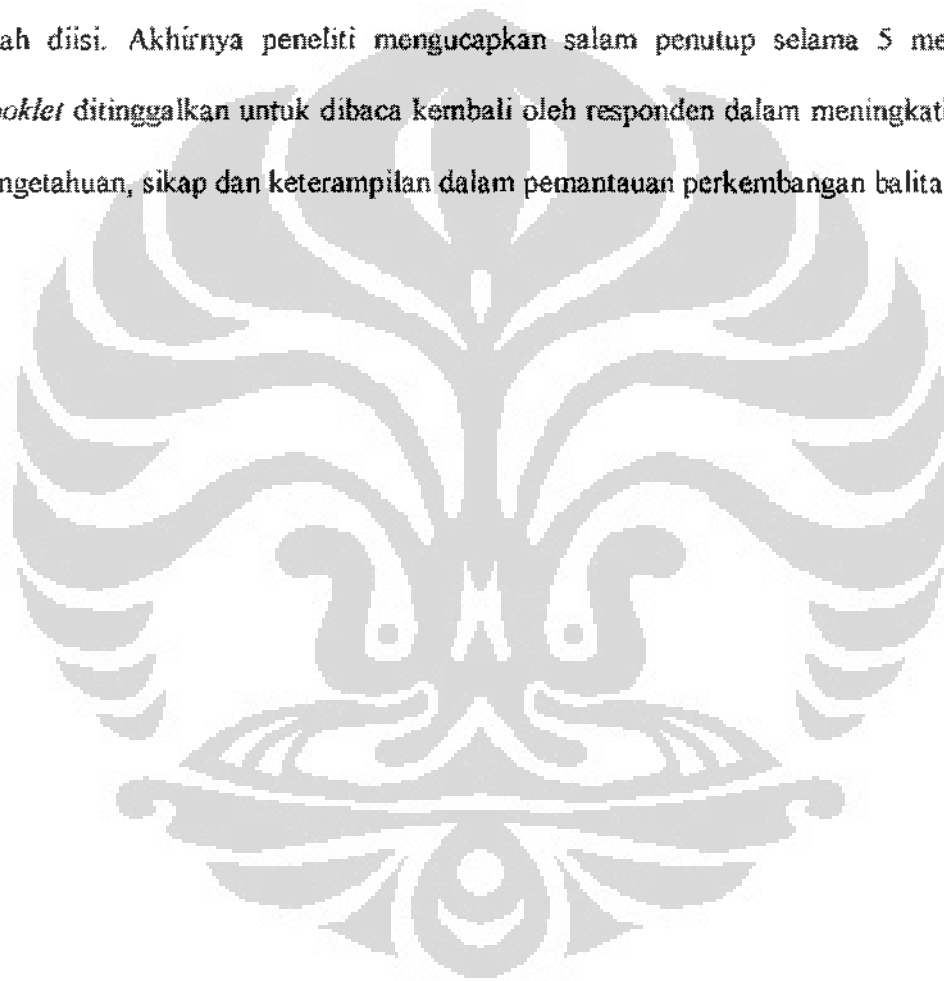 ah diisi. Akhirnya peneliti mengucapkan salam penutup selama 5 me
oklet ditinggalkan untuk dibaca kembali oleh responden dalam meningkat
ngetahuan, sikap dan keterampilan dalam pemantauan perkembangan balita